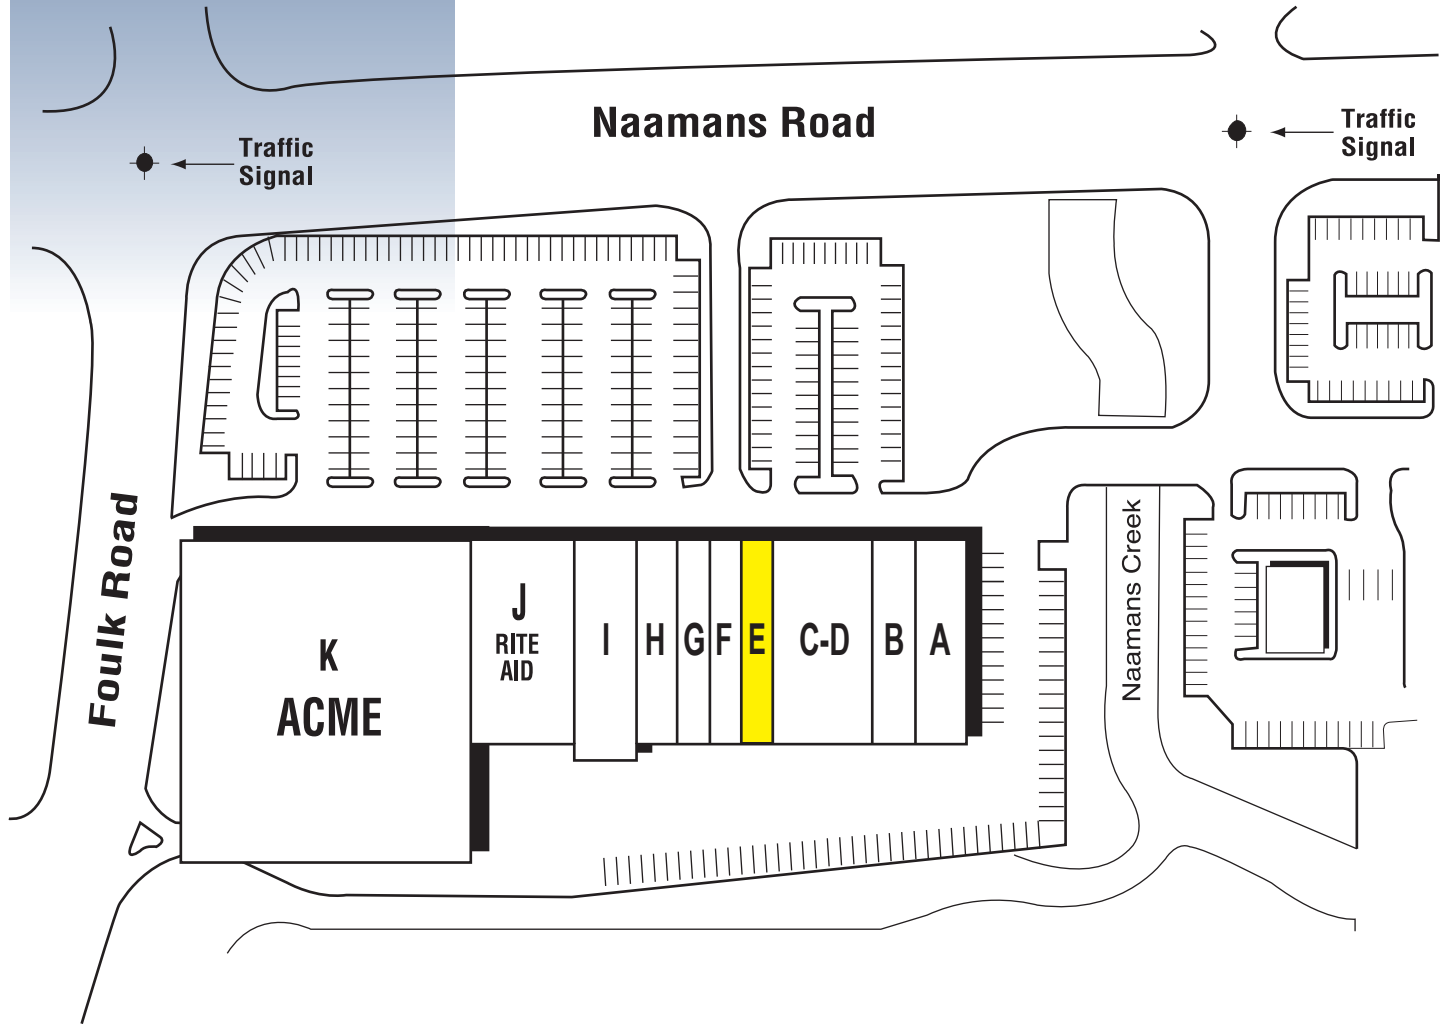 Naamans Road
Traffic
Signal
Traffic
Signal
Foulk Road
Naamans Creek
K
ACME
J
RITE
AID
I
H
G
F
E
C-D
B
A